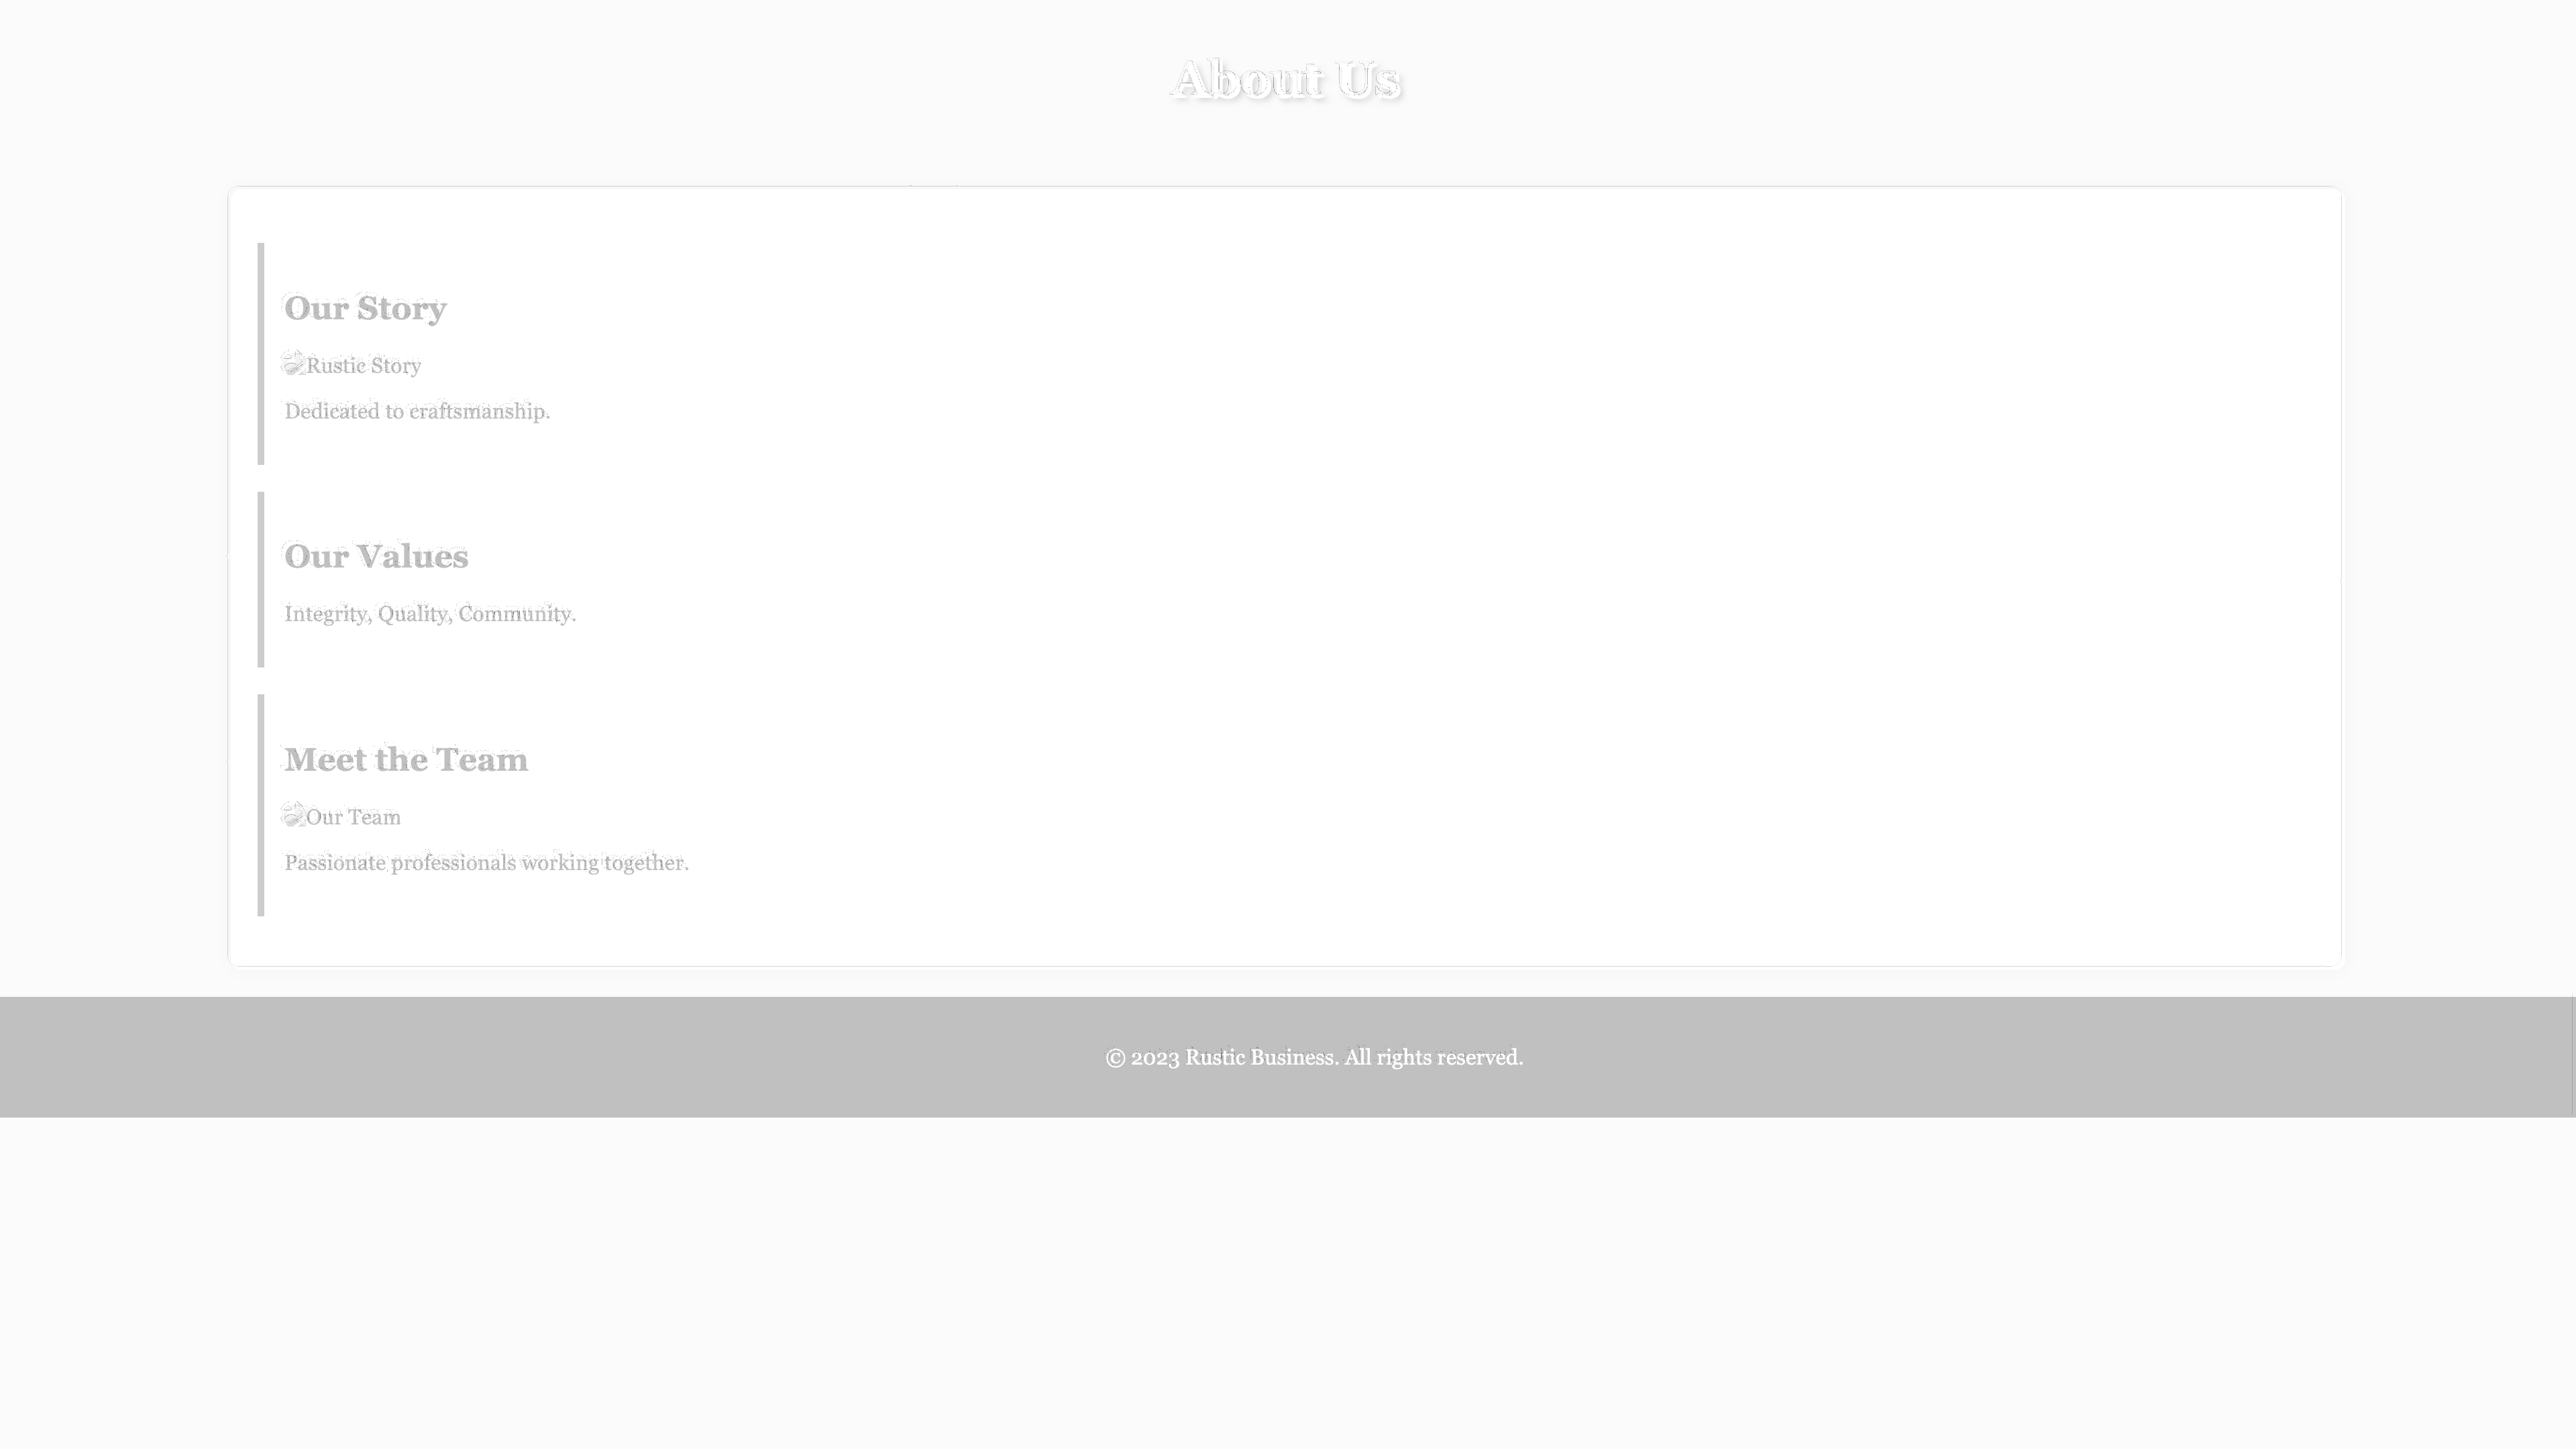 About Us
Our Story
Rustic Story
Dedicated to craftsmanship.
Our Values
Integrity, Quality, Community.
Meet the Team
Our Team
Passionate professionals working together.
© 2023 Rustic Business. All rights reserved.